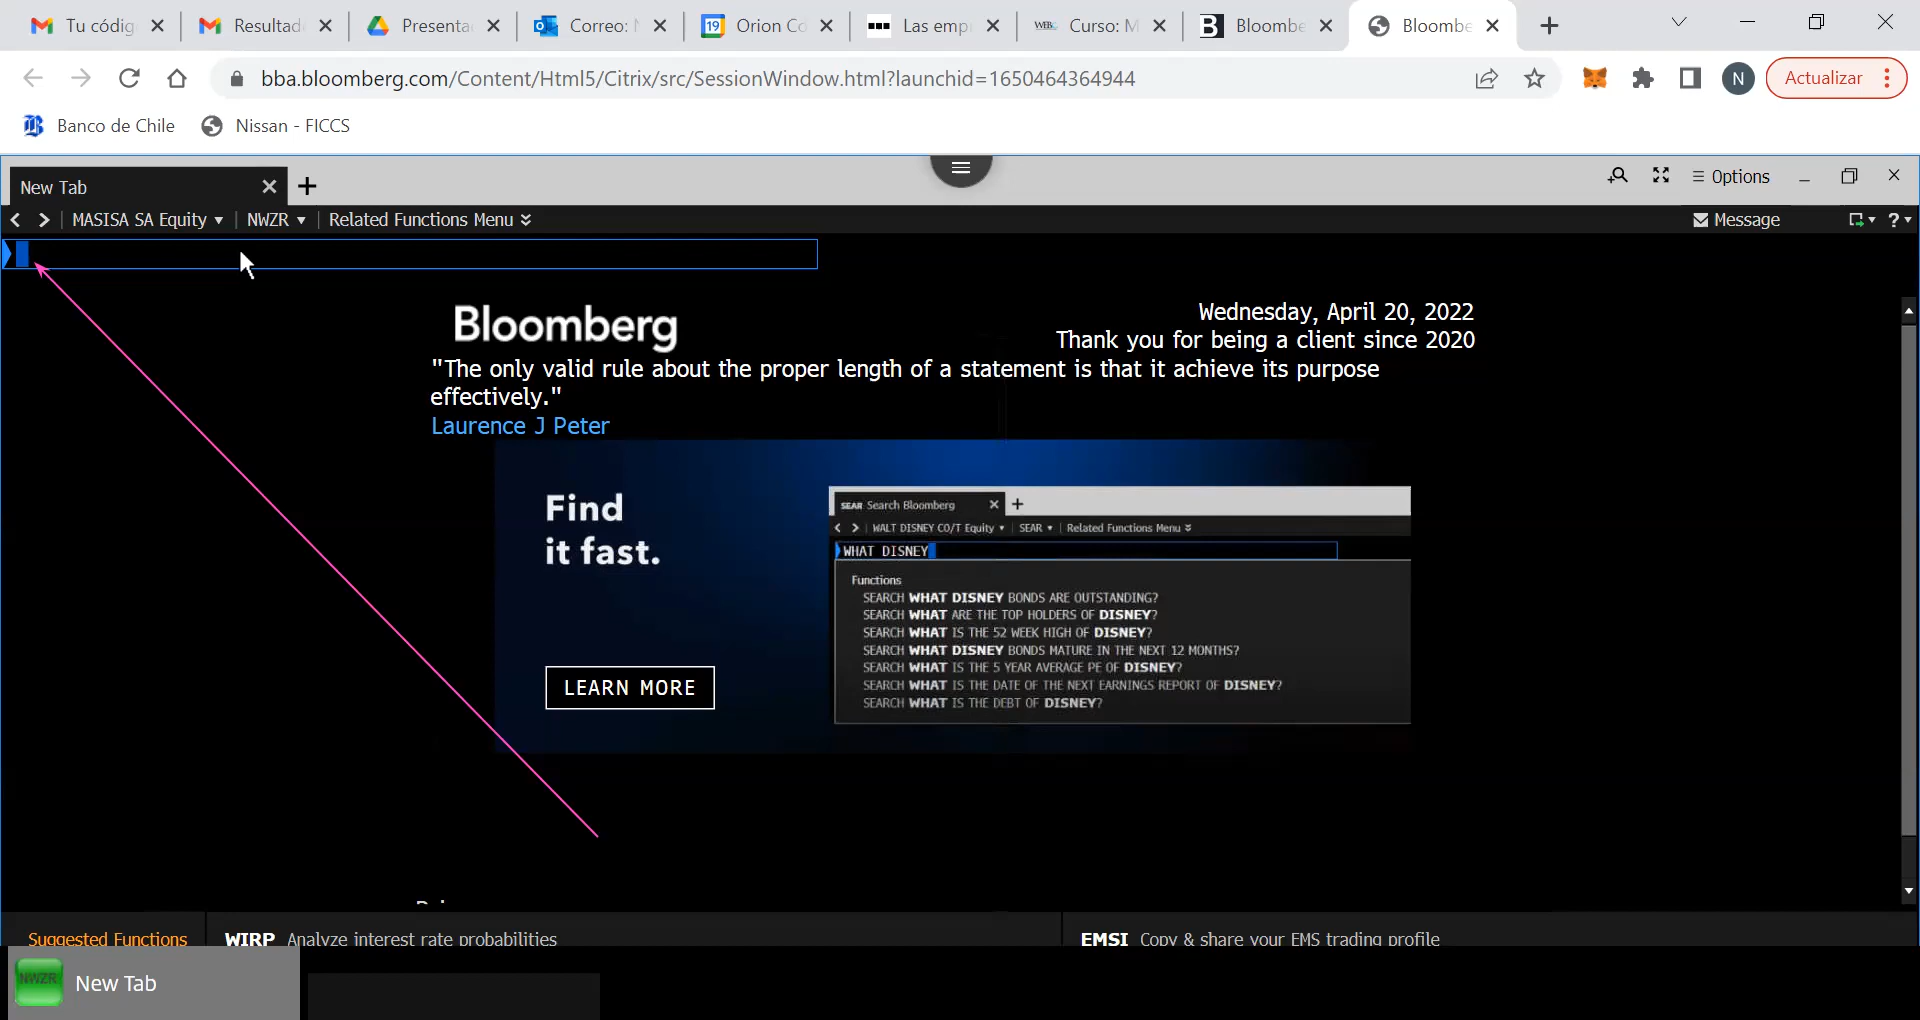 Tu códig
Resultad
Presenta
Correo: N
19
Orion Co
Las emp
Curso: M
B
Bloombe
Bloombe
bba.bloomberg.com/Content/Html5/Citrix/src/SessionWindow.html?launchid=1650464364944
N
Actualizar
Banco de Chile
Nissan - FICCS
New Tab
Options
MASISA SA Equity
NWZR
Related Functions Menu
Message
?
Bloomberg
Wednesday, April 20, 2022
Thank you for being a client since 2020
"The only valid rule about the proper length of a statement is that it achieve its purpose
effectively."
Laurence J Peter
Find
it fast.
LEARN MORE
SEAR Search Bloomberg
WALT DISNEY CO/T Equity
SEAR
Related Functions Menu
WHAT DISNEY
Functions
SEARCH WHAT DISNEY BONDS ARE OUTSTANDING?
SEARCH WHAT ARE THE TOP HOLDERS OF DISNEY?
SEARCH WHAT IS THE 52 WEEK HIGH OF DISNEY?
SEARCH WHAT DISNEY BONDS MATURE IN THE NEXT 12 MONTHS?
SEARCH WHAT IS THE 5 YEAR AVERAGE PE OF DISNEY?
SEARCH WHAT IS THE DATE OF THE NEXT EARNINGS REPORT OF DISNEY?
SEARCH WHAT IS THE DEBT OF DISNEY?
Suggested Functions
WIRP Analyze interest rate probabilities
EMSI Copy & share your EMS trading profile
NWZR
New Tab